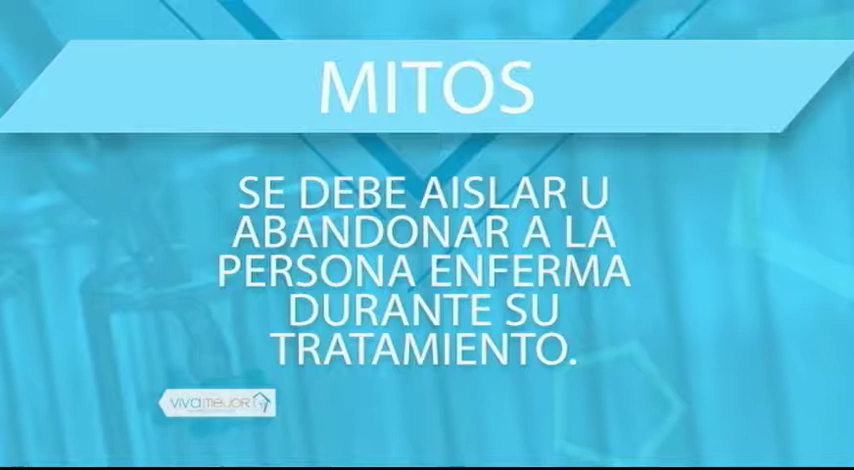 MITOS
SE DEBE AISLAR U
ABANDONAR A LA
PERSONA ENFERMA
DURANTE SU
TRATAMIENTO.
vivamejor